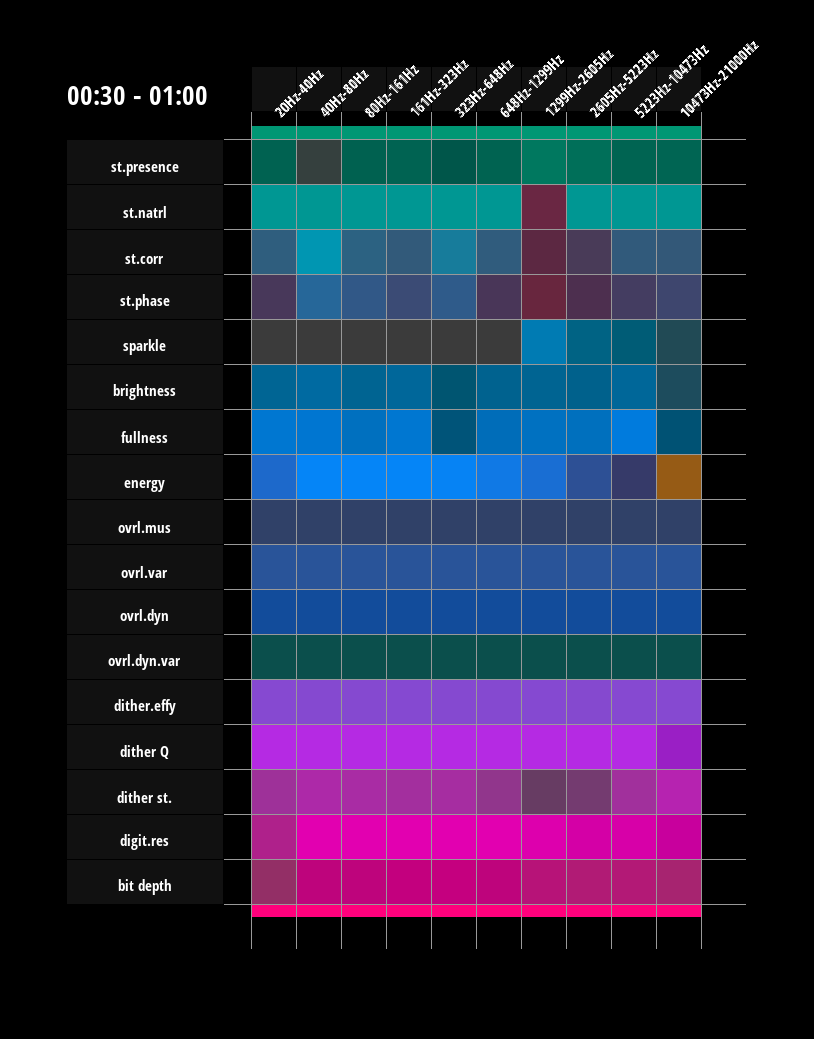 00:30 - 01:00
20Hz-40Hz
40Hz-80Hz
80Hz-161Hz
161Hz-323Hz
323Hz-648Hz
648Hz-1299Hz
1299Hz-2605Hz
2605Hz-5223Hz
5223Hz-10473Hz
10473Hz-21000Hz
st.presence
st.natrl
st.corr
st.phase
sparkle
brightness
fullness
energy
ovrl.mus
ovrl.var
ovrl.dyn
ovrl.dyn.var
dither.effy
dither Q
dither st.
digit.res
bit depth